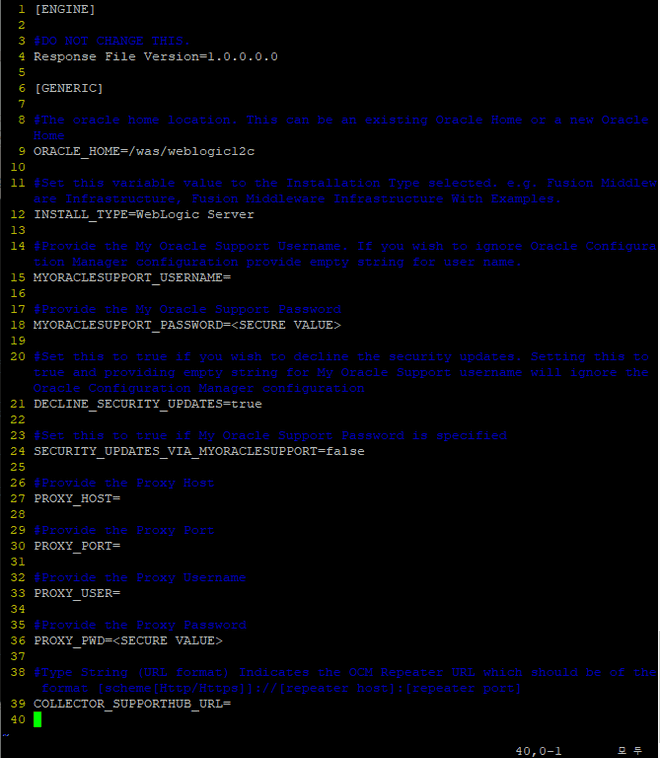 1 [ENGINE]
2
3 #DO NOT CHANGE THIS.
4 Response File Version=1.0.0.0.0
5
6 [GENERIC]
7
8 #The oracle home location. This can be an existing Oracle Home or a new Oracle
Home
9 ORACLE_HOME=/was/weblogic12c
10
11 #Set this variable value to the Installation Type selected. e.g. Fusion Middlew
are Infrastructure, Fusion Middleware Infrastructure With Examples.
12 INSTALL_TYPE=WebLogic Server
13
14 #Provide the My Oracle Support Username. If you wish to ignore Oracle Configura
tion Manager configuration provide empty string for user name.
15 MYORACLESUPPORT_USERNAME=
16
17 #Provide the My Oracle Support Password
18 MYORACLESUPPORT_PASSWORD=<SECURE VALUE>
19
20 #Set this to true if you wish to decline the security updates. Setting this to
true and providing empty string for My Oracle Support username will ignore the
Oracle Configuration Manager configuration
21 DECLINE_SECURITY_UPDATES=true
22
23 #Set this to true if My Oracle Support Password is specified
24 SECURITY_UPDATES_VIA_MYORACLESUPPORT=false
25
26 #Provide the Proxy Host
27 PROXY_HOST=
28
29 #Provide the Proxy Port
30 PROXY_PORT=
31
32 #Provide the Proxy Username
33 PROXY_USER=
34
35 #Provide the Proxy Password
36 PROXY_PWD=<SECURE VALUE>
37
38 #Type String (URL format) Indicates the OCM Repeater URL which should be of the
format [scheme[Http/Https]]://[repeater host]:[repeater port]
39 COLLECTOR_SUPPORTHUB_URL=
40
~
40,0-1 모두